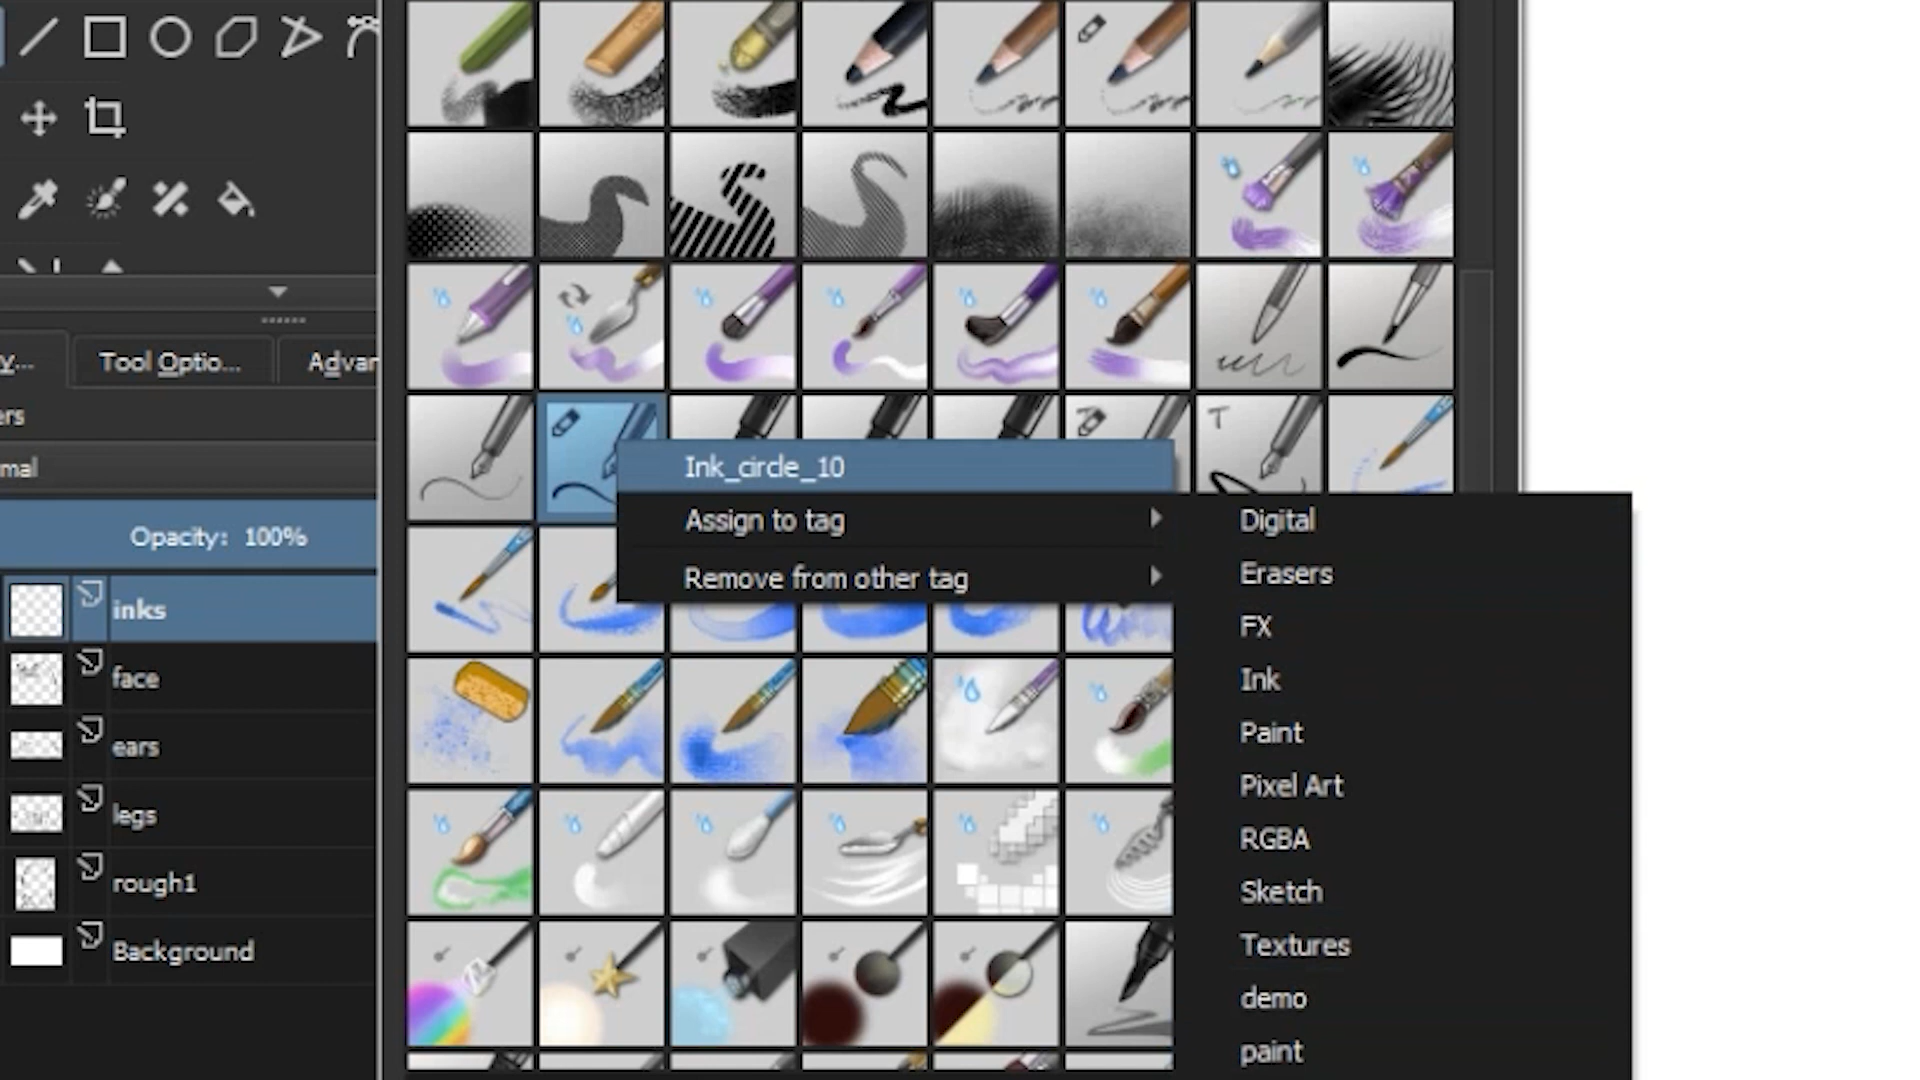 Tool Optio...
Opacity: 100%
inks
face
ears
legs
rough1
Background
Ink_circle_10
Assign to tag
Remove from other tag
Digital
Erasers
FX
Ink
Paint
Pixel Art
RGBA
Sketch
Textures
demo
paint
T